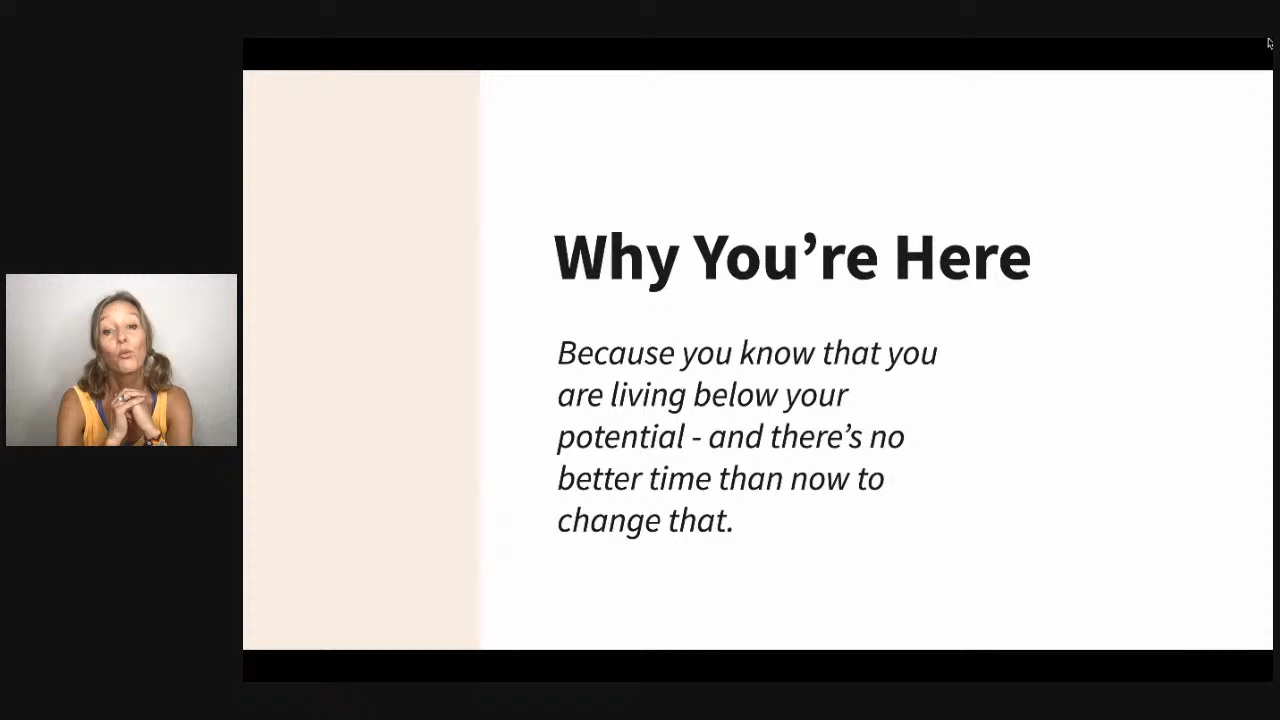 Why You’re Here
Because you know that you
are living below your
potential - and there’s no
better time than now to
change that.